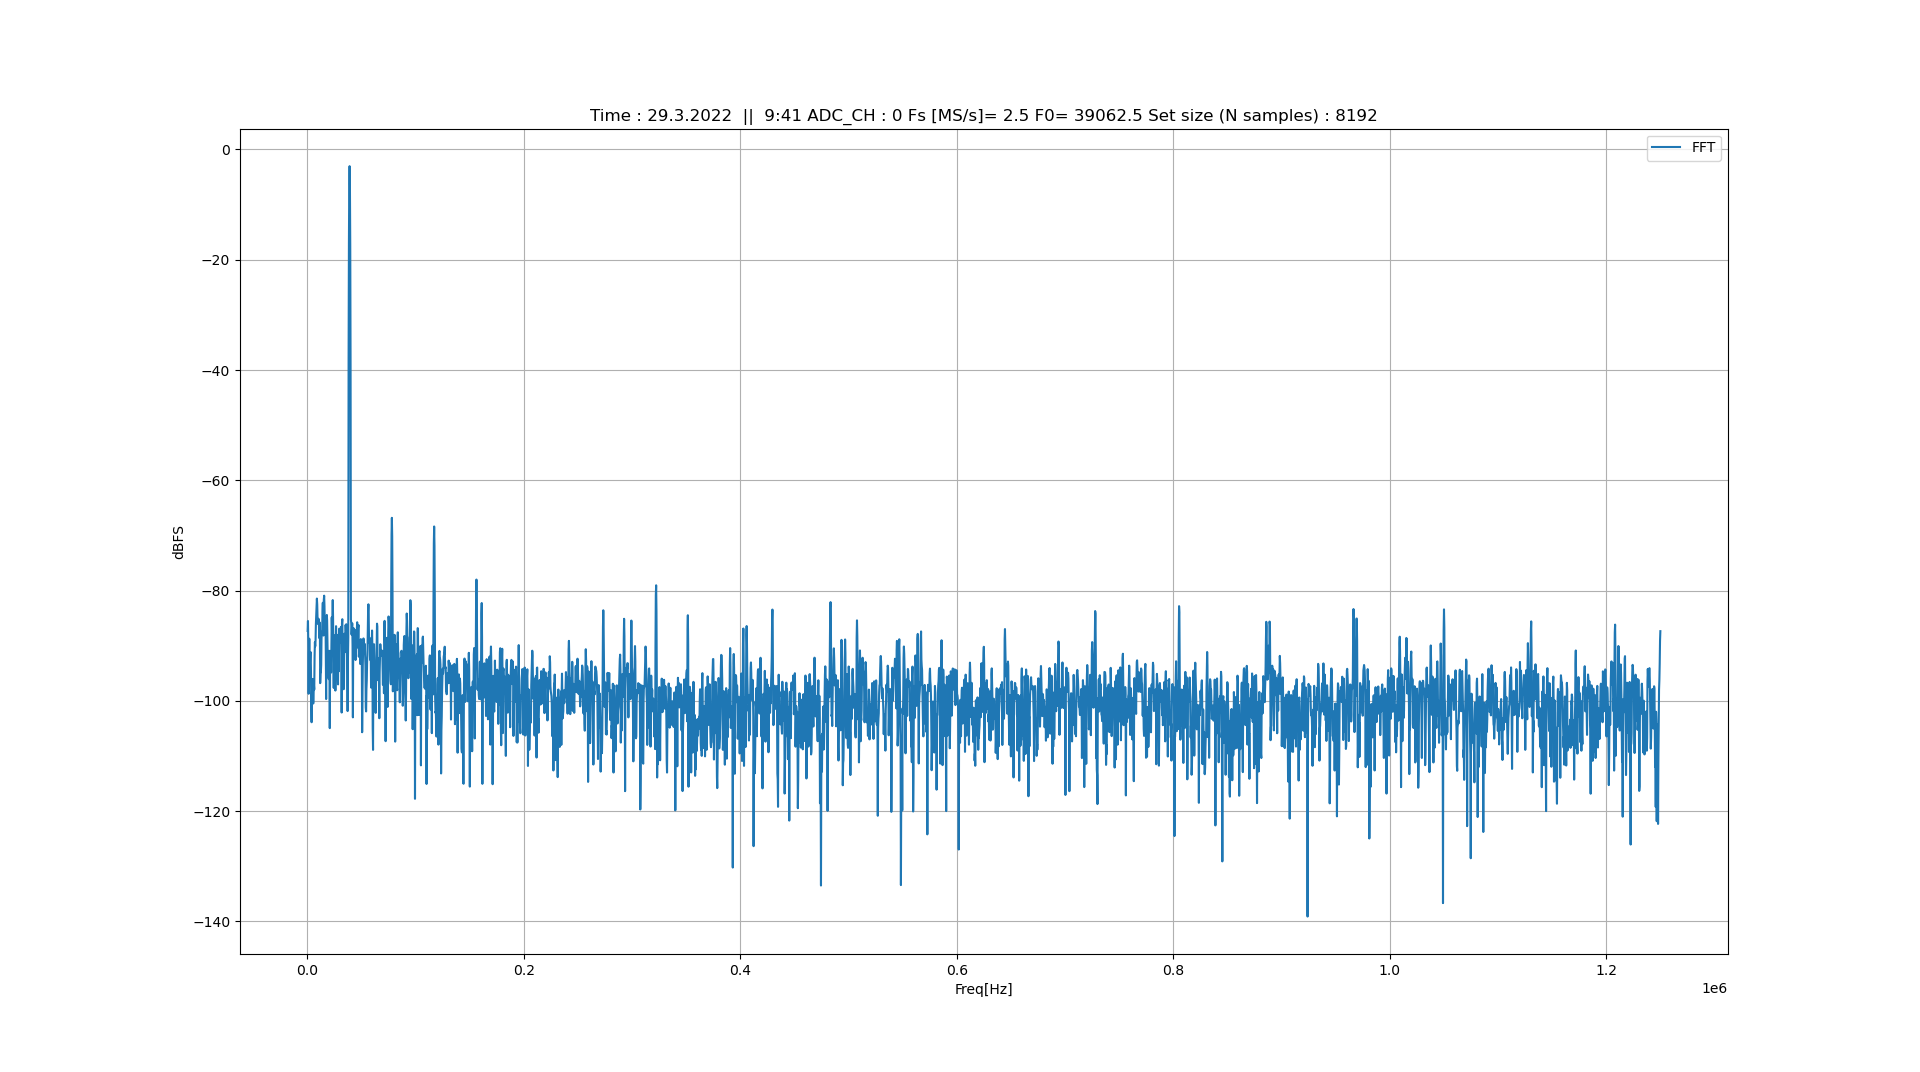 Time : 29.3.2022  ||  9:41 ADC_CH : 0 Fs [MS/s]= 2.5 F0= 39062.5 Set size (N samples) : 8192
FFT
0
−20
−40
−60
−80
−100
−120
−140
dBFS
0.0 0.2 0.4 0.6 0.8 1.0 1.2
Freq[Hz]
1e6